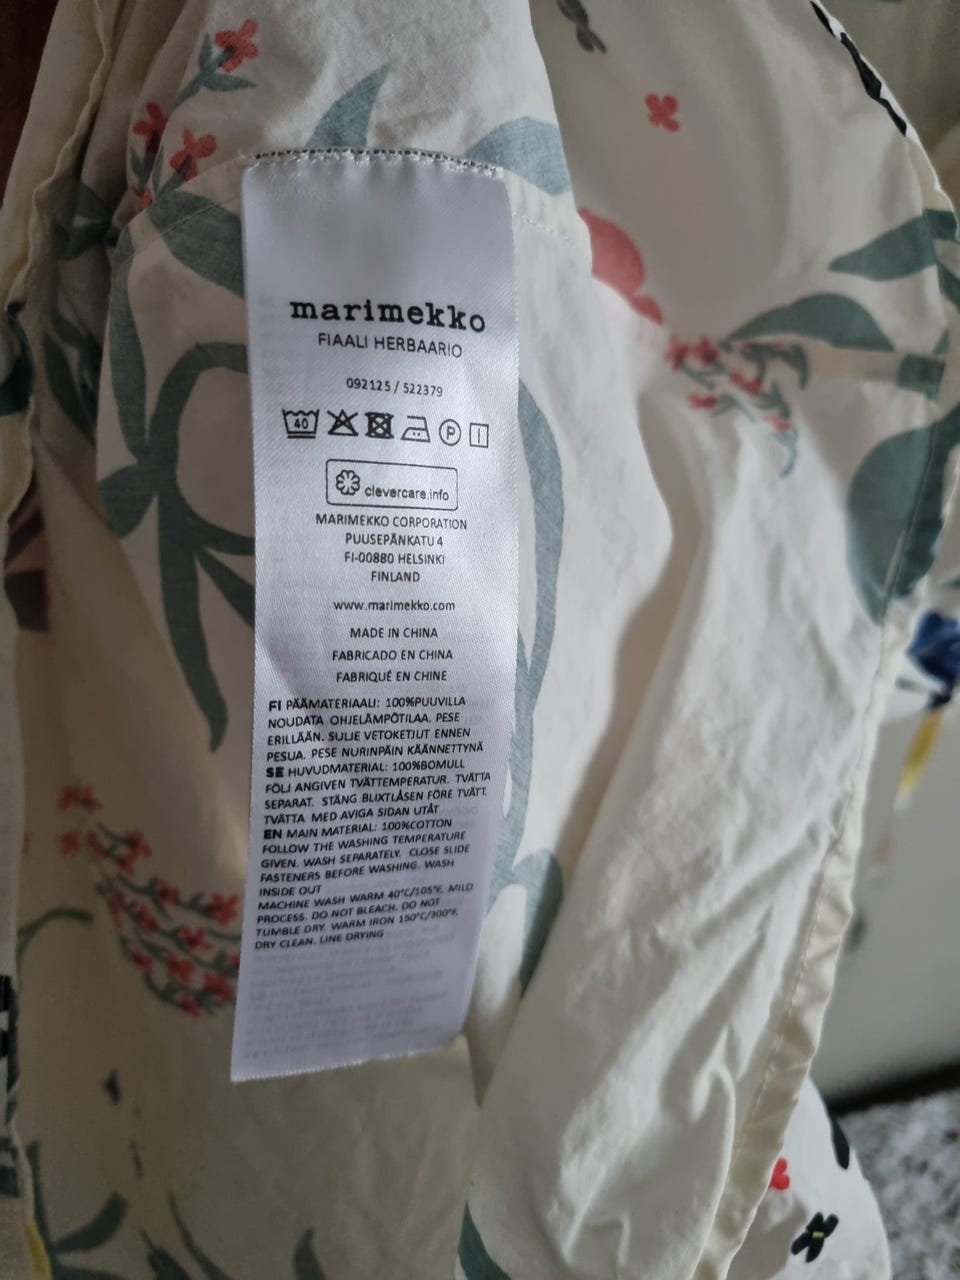 marimekko
FIAALI HERBAARIO
092125 / 522379
40 P
clevercare.info
MARIMEKKO CORPORATION
PUUSEPÄNKATU 4
FI-00880 HELSINKI
FINLAND
www.marimekko.com
MADE IN CHINA
FABRICADO EN CHINA
FABRIQUÉ EN CHINE
FI PÄÄMATERIAALI: 100%PUUVILLA
NOUDATA OHJELÄMPÖTILAA. PESE
ERILLÄÄN. SULJE VETOKETJUT ENNEN
PESUA. PESE NURINPÄIN KÄÄNNETTYNÄ
SE HUVUDMATERIAL: 100%BOMULL
FÖLJ ANGIVEN TVÄTTEMPERATUR. TVÄTTA
SEPARAT. STÄNG BLIXTLÅSEN FÖRE TVÄTT.
TVÄTTA MED AVIGA SIDAN UTÅT
EN MAIN MATERIAL: 100%COTTON
FOLLOW THE WASHING TEMPERATURE
GIVEN. WASH SEPARATELY. CLOSE SLIDE
FASTENERS BEFORE WASHING. WASH
INSIDE OUT
MACHINE WASH WARM 40°C/105°F, MILD
PROCESS. DO NOT BLEACH. DO NOT
TUMBLE DRY. WARM IRON 150°C/300°F.
DRY CLEAN. LINE DRYING